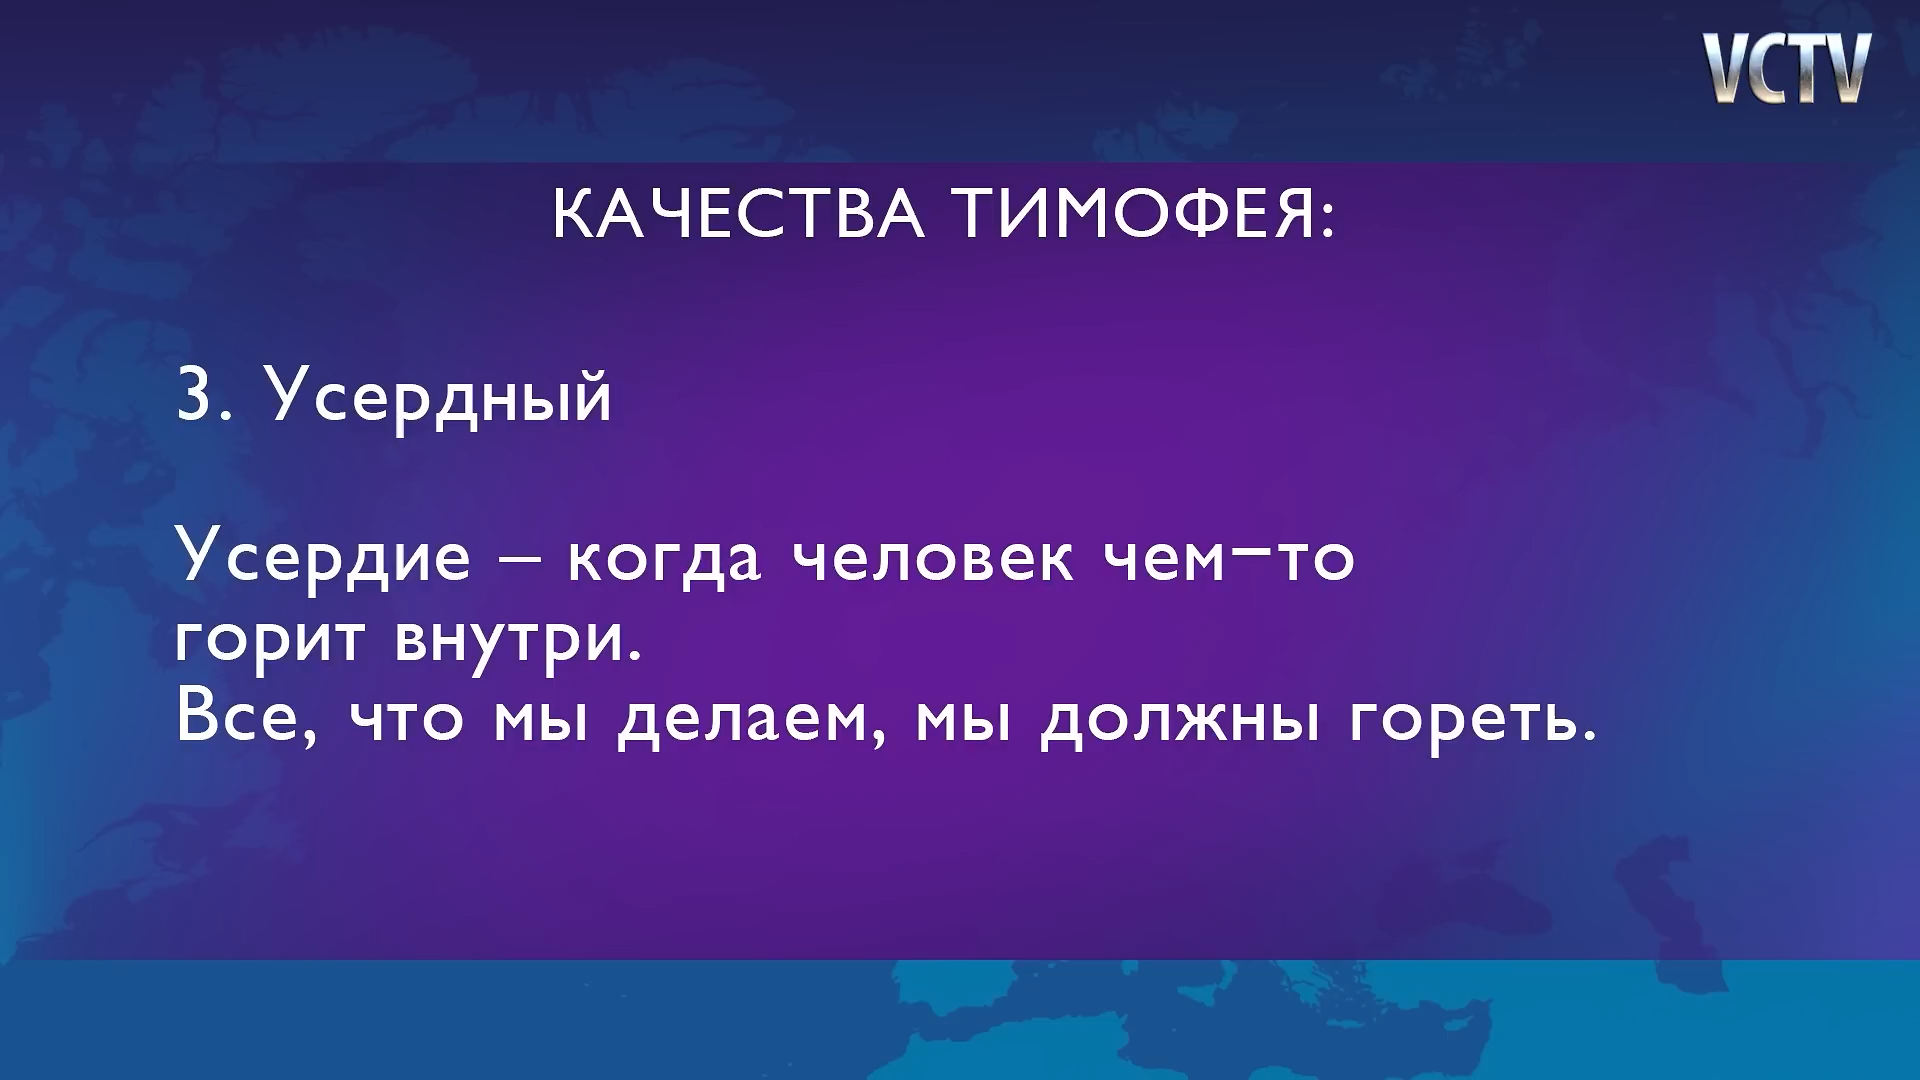 VCTV
КАЧЕСТВА ТИМОФЕЯ:
3. Усердный
Усердие – когда человек чем-то
горит внутри.
Все, что мы делаем, мы должны гореть.